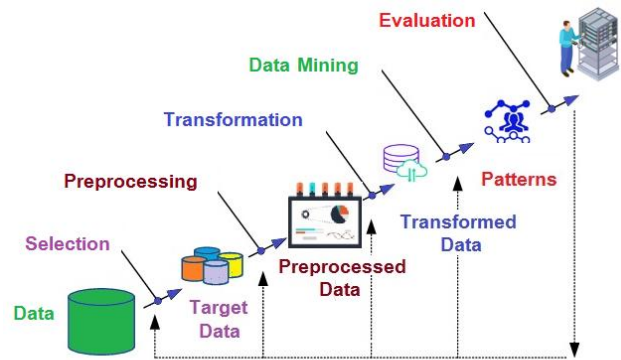 Evaluation
Data Mining
Transformation
Preprocessing
Patterns
Transformed
Data
Selection
Preprocessed
Data
Target
Data
Data